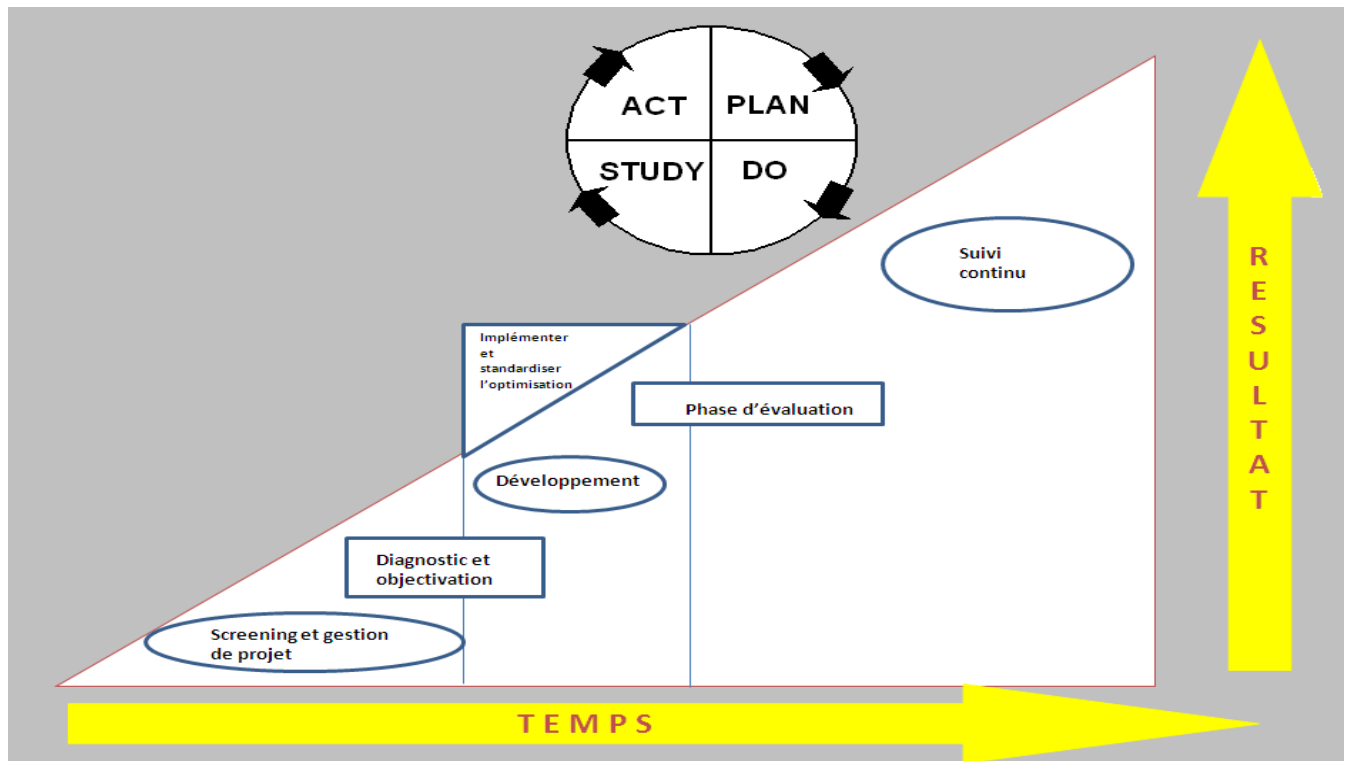 ACT PLAN
STUDY DO
Suivi
continu
Implémenter
et
standardiser
l'optimisation
Phase d'évaluation
Développement
Diagnostic et
objectivation
Screening et gestion
de projet
TEMPS
RESULTAT